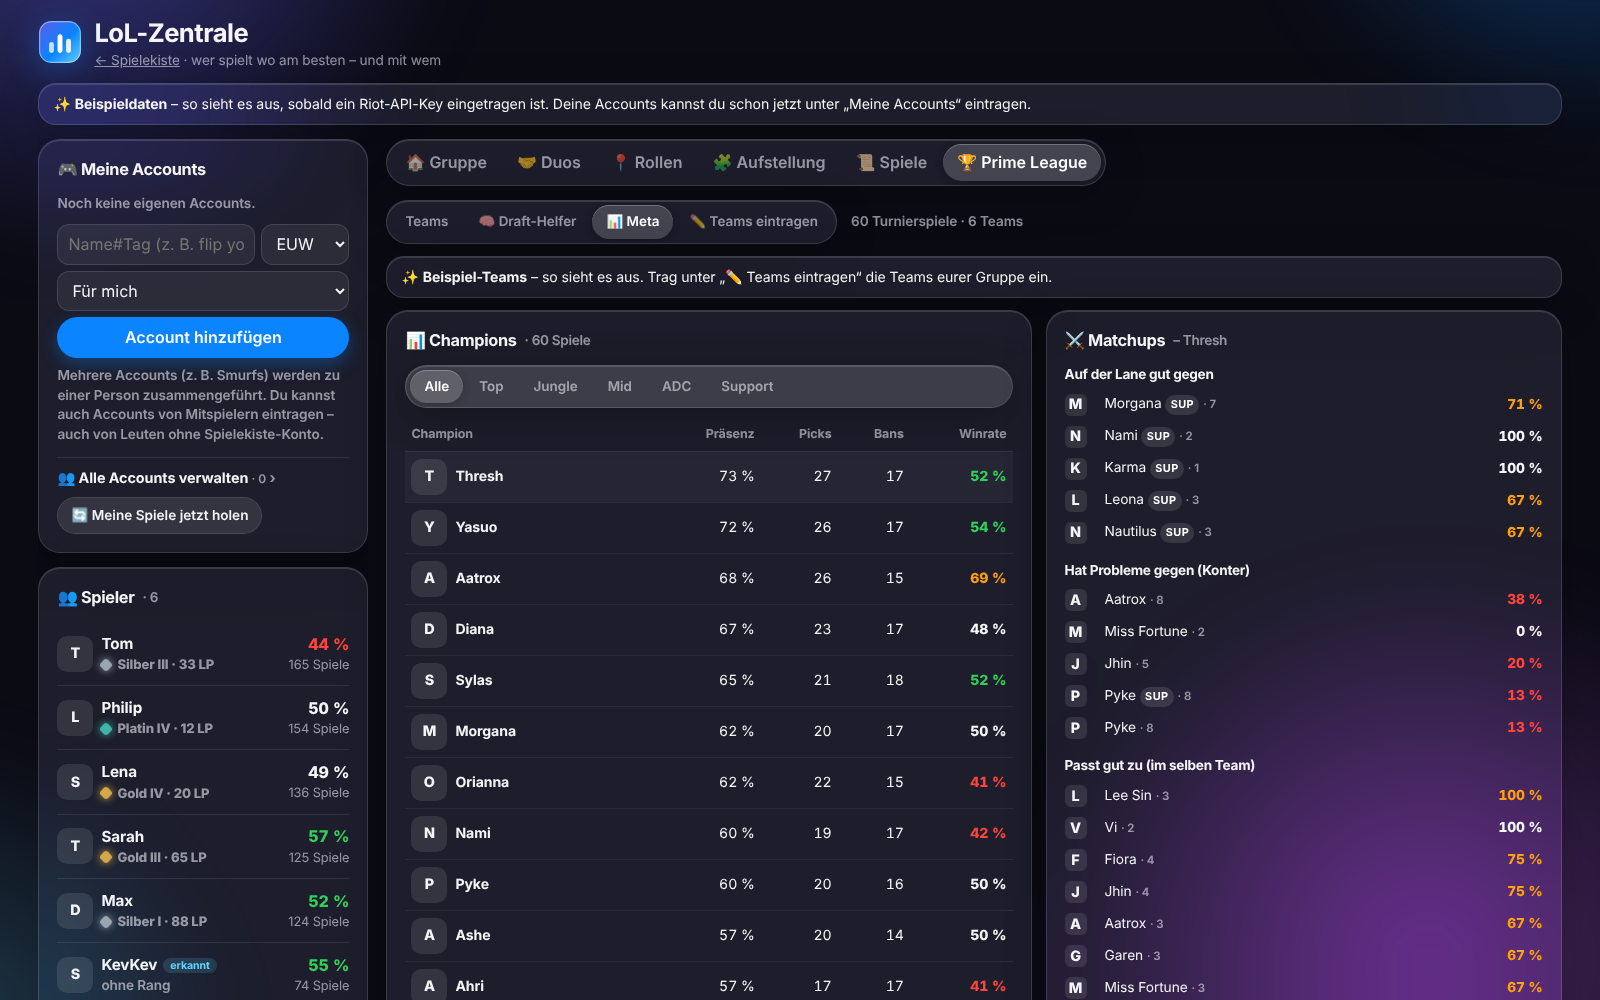 LoL-Zentrale
← Spielekiste · wer spielt wo am besten – und mit wem
✨ Beispieldaten – so sieht es aus, sobald ein Riot-API-Key eingetragen ist. Deine Accounts kannst du schon jetzt unter „Meine Accounts“ eintragen.
🎮 Meine Accounts
Noch keine eigenen Accounts.
Name#Tag (z. B. flip yo
EUW
Für mich
Account hinzufügen
Mehrere Accounts (z. B. Smurfs) werden zu
einer Person zusammengeführt. Du kannst
auch Accounts von Mitspielern eintragen –
auch von Leuten ohne Spielekiste-Konto.
👥 Alle Accounts verwalten · 0 ›
🔄 Meine Spiele jetzt holen
👥 Spieler · 6
T Tom 44 %
Silber III · 33 LP 165 Spiele
L Philip 50 %
Platin IV · 12 LP 154 Spiele
S Lena 49 %
Gold IV · 20 LP 136 Spiele
T Sarah 57 %
Gold III · 65 LP 125 Spiele
D Max 52 %
Silber I · 88 LP 124 Spiele
S KevKev erkannt 55 %
ohne Rang 74 Spiele
🏠 Gruppe 🤝 Duos 📍 Rollen 🧩 Aufstellung 📜 Spiele 🏆 Prime League
Teams 🧠 Draft-Helfer 📊 Meta ✏️ Teams eintragen 60 Turnierspiele · 6 Teams
✨ Beispiel-Teams – so sieht es aus. Trag unter „✏️ Teams eintragen“ die Teams eurer Gruppe ein.
📊 Champions · 60 Spiele
Alle Top Jungle Mid ADC Support
Champion Präsenz Picks Bans Winrate
T Thresh 73 % 27 17 52 %
Y Yasuo 72 % 26 17 54 %
A Aatrox 68 % 26 15 69 %
D Diana 67 % 23 17 48 %
S Sylas 65 % 21 18 52 %
M Morgana 62 % 20 17 50 %
O Orianna 62 % 22 15 41 %
N Nami 60 % 19 17 42 %
P Pyke 60 % 20 16 50 %
A Ashe 57 % 20 14 50 %
A Ahri 57 % 17 17 41 %
⚔️ Matchups – Thresh
Auf der Lane gut gegen
M Morgana SUP · 7 71 %
N Nami SUP · 2 100 %
K Karma SUP · 1 100 %
L Leona SUP · 3 67 %
N Nautilus SUP · 3 67 %
Hat Probleme gegen (Konter)
A Aatrox · 8 38 %
M Miss Fortune · 2 0 %
J Jhin · 5 20 %
P Pyke SUP · 8 13 %
P Pyke · 8 13 %
Passt gut zu (im selben Team)
L Lee Sin · 3 100 %
V Vi · 2 100 %
F Fiora · 4 75 %
J Jhin · 4 75 %
A Aatrox · 3 67 %
G Garen · 3 67 %
M Miss Fortune · 3 67 %